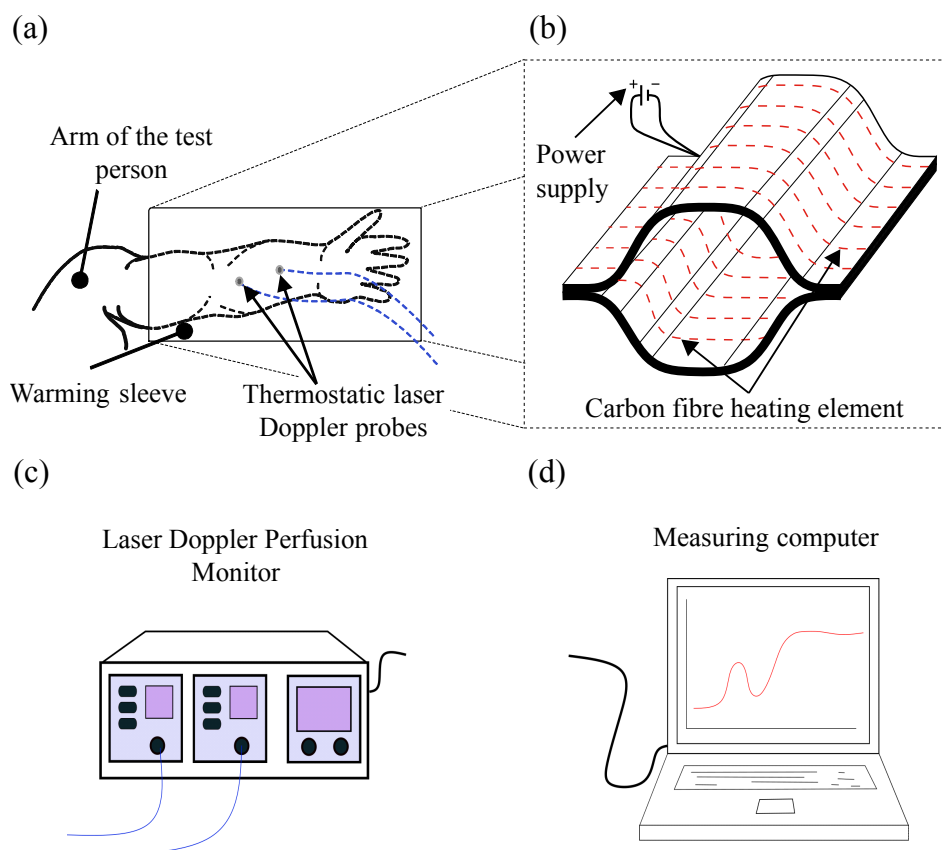 (a)
Arm of the test
person
Warming sleeve
Thermostatic laser
Doppler probes
(b)
+ −
Power
supply
Carbon fibre heating element
(c)
Laser Doppler Perfusion
Monitor
(d)
Measuring computer